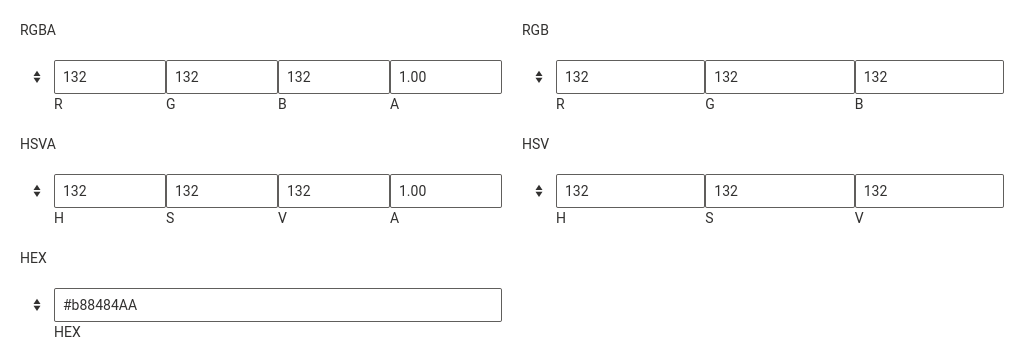 RGBA RGB
132 132 132 1.00 132 132 132
R G B A R G B
HSVA HSV
132 132 132 1.00 132 132 132
H S V A H S V
HEX
#b88484AA
HEX